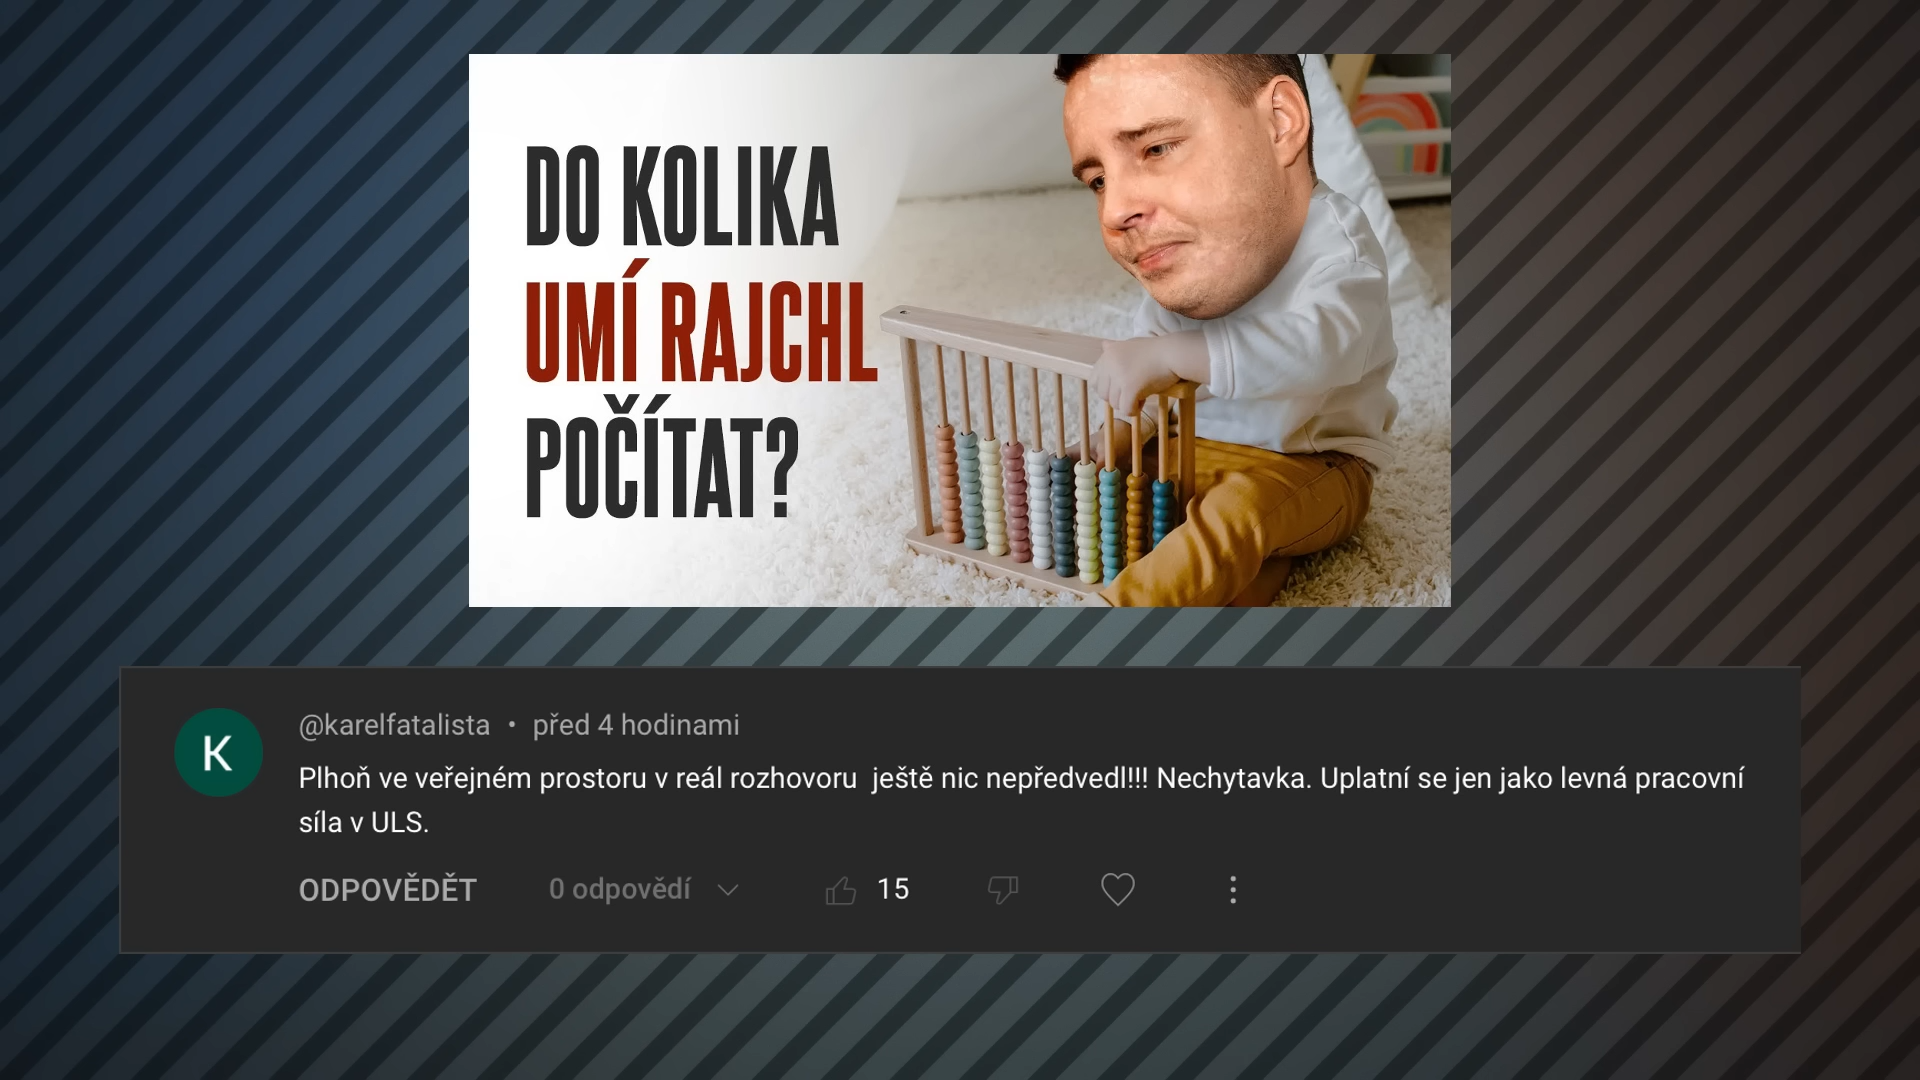 DO KOLIKA
UMÍ RAJCHL
POČÍTAT?
K
@karelfatalista • před 4 hodinami
Plhoň ve veřejném prostoru v reál rozhovoru  ještě nic nepředvedl!!! Nechytavka. Uplatní se jen jako levná pracovní
síla v ULS.
ODPOVĚDĚT 0 odpovědí 15